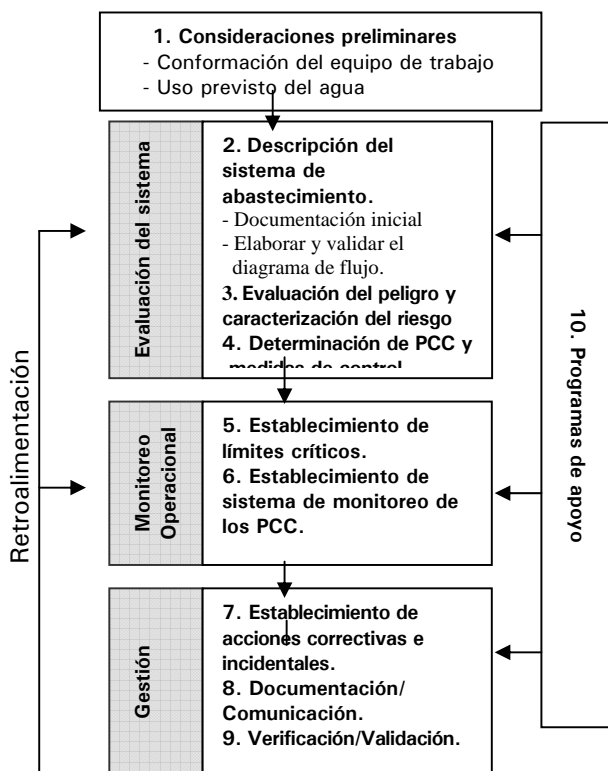 1. Consideraciones preliminares
- Conformación del equipo de trabajo
- Uso previsto del agua
Evaluación del sistema
2. Descripción del
sistema de
abastecimiento.
- Documentación inicial
- Elaborar y validar el
diagrama de flujo.
3. Evaluación del peligro y
caracterización del riesgo
4. Determinación de PCC y
medidas de control
Monitoreo
Operacional
5. Establecimiento de
límites críticos.
6. Establecimiento de
sistema de monitoreo de
los PCC.
Gestión
7. Establecimiento de
acciones correctivas e
incidentales.
8. Documentación/
Comunicación.
9. Verificación/Validación.
Retroalimentación
10. Programas de apoyo